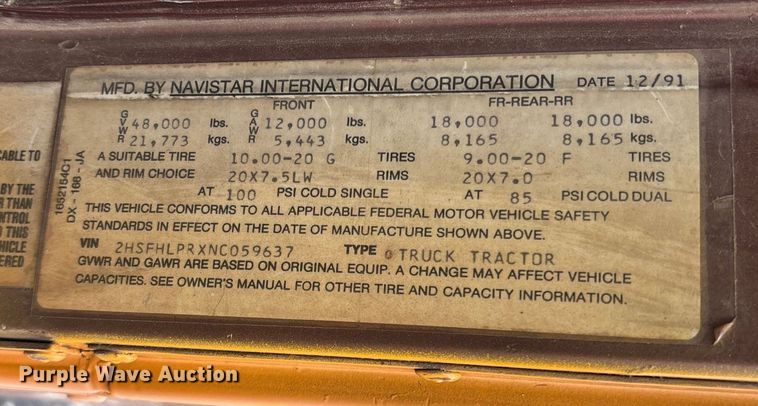 MFD. BY NAVISTAR INTERNATIONAL CORPORATION DATE 12/91
FRONT FR-REAR-RR
GVWR 48,000 lbs. GAWR 12,000 lbs. 18,000 18,000 lbs.
21,773 kgs. 5,443 kgs. 8,165 8,165 kgs.
A SUITABLE TIRE 10.00-20 G TIRES 9.00-20 F TIRES
AND RIM CHOICE 20X7.5LW RIMS 20X7.0 RIMS
AT 100 PSI COLD SINGLE AT 85 PSI COLD DUAL
THIS VEHICLE CONFORMS TO ALL APPLICABLE FEDERAL MOTOR VEHICLE SAFETY
STANDARDS IN EFFECT ON THE DATE OF MANUFACTURE SHOWN ABOVE.
VIN 2HSFHLPRXNC059637 TYPE TRUCK TRACTOR
GVWR AND GAWR ARE BASED ON ORIGINAL EQUIP. A CHANGE MAY AFFECT VEHICLE
CAPACITIES. SEE OWNER'S MANUAL FOR OTHER TIRE AND CAPACITY INFORMATION.
1652154C1
DX-166-JA
CABLE TO
BY THE
R THAN
NTROL
O THIS
HICLE
ERED
Purple Wave Auction